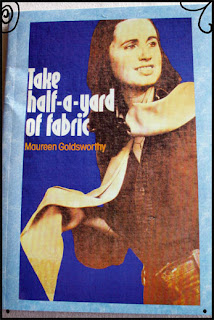 Take
half-a-yard
of fabric
Maureen Goldsworthy